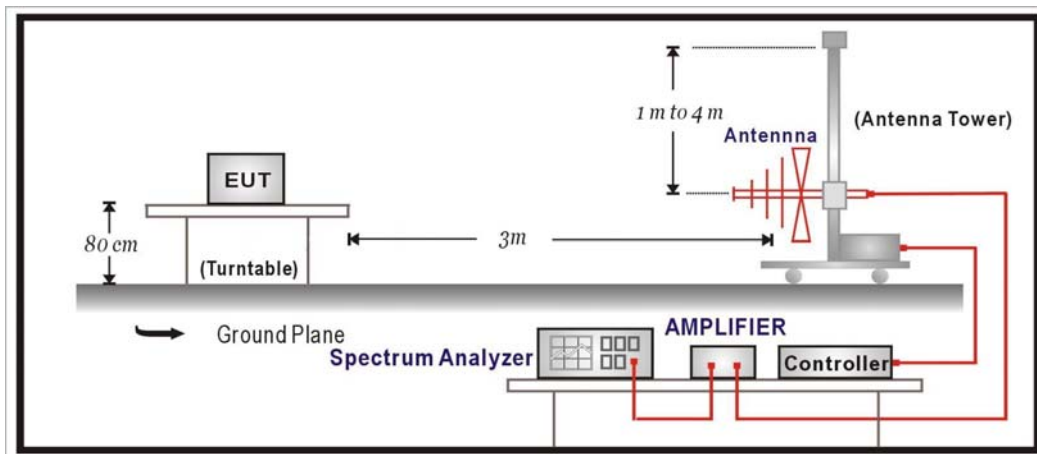 1 m to 4 m
(Antenna Tower)
Antennna
EUT
80 cm
3m
(Turntable)
Ground Plane
AMPLIFIER
Spectrum Analyzer
Controller